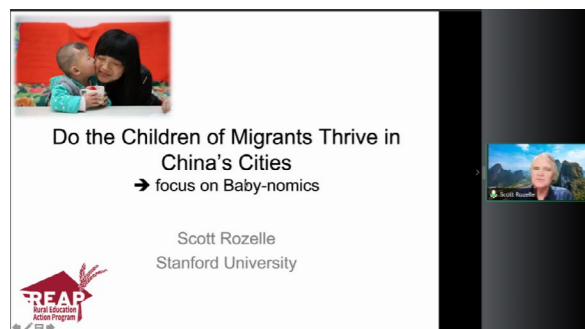 Do the Children of Migrants Thrive in
China's Cities
➔ focus on Baby-nomics
Scott Rozelle
Stanford University
REAP
Rural Education
Action Program
Scott Rozelle